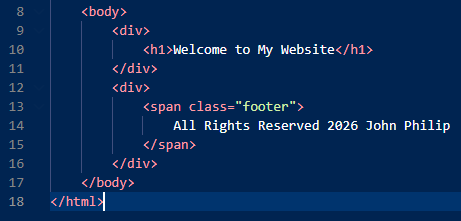 8 <body>
9 <div>
10 <h1>Welcome to My Website</h1>
11 </div>
12 <div>
13 <span class="footer">
14 All Rights Reserved 2026 John Philip
15 </span>
16 </div>
17 </body>
18 </html>